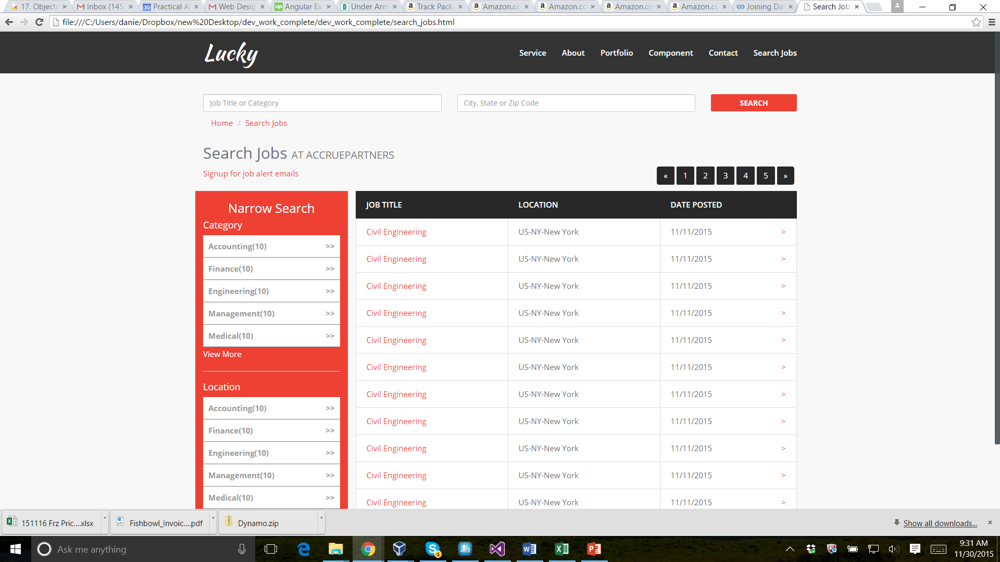 17. Objects
Inbox (145)
Practical A
Web Desig
Angular Ex
Under Arm
Track Pack
Amazon.co
Amazon.co
Amazon.co
Amazon.co
Joining Dat
Search Job
file:///C:/Users/danie/Dropbox/new%20Desktop/dev_work_complete/dev_work_complete/search_jobs.html
Lucky
Service About Portfolio Component Contact Search Jobs
Job Title or Category
City, State or Zip Code
SEARCH
Home / Search Jobs
Search Jobs AT ACCRUEPARTNERS
Signup for job alert emails
« 1 2 3 4 5 »
Narrow Search
Category
Accounting(10) >>
Finance(10) >>
Engineering(10) >>
Management(10) >>
Medical(10) >>
View More
Location
Accounting(10) >>
Finance(10) >>
Engineering(10) >>
Management(10) >>
Medical(10) >>
JOB TITLE LOCATION DATE POSTED
Civil Engineering US-NY-New York 11/11/2015 >
Civil Engineering US-NY-New York 11/11/2015 >
Civil Engineering US-NY-New York 11/11/2015 >
Civil Engineering US-NY-New York 11/11/2015 >
Civil Engineering US-NY-New York 11/11/2015 >
Civil Engineering US-NY-New York 11/11/2015 >
Civil Engineering US-NY-New York 11/11/2015 >
Civil Engineering US-NY-New York 11/11/2015 >
Civil Engineering US-NY-New York 11/11/2015 >
Civil Engineering US-NY-New York 11/11/2015 >
Civil Engineering US-NY-New York 11/11/2015 >
151116 Frz Pric....xlsx
Fishbowl_Invoic....pdf
Dynamo.zip
Show all downloads...
Ask me anything
9:31 AM
11/30/2015